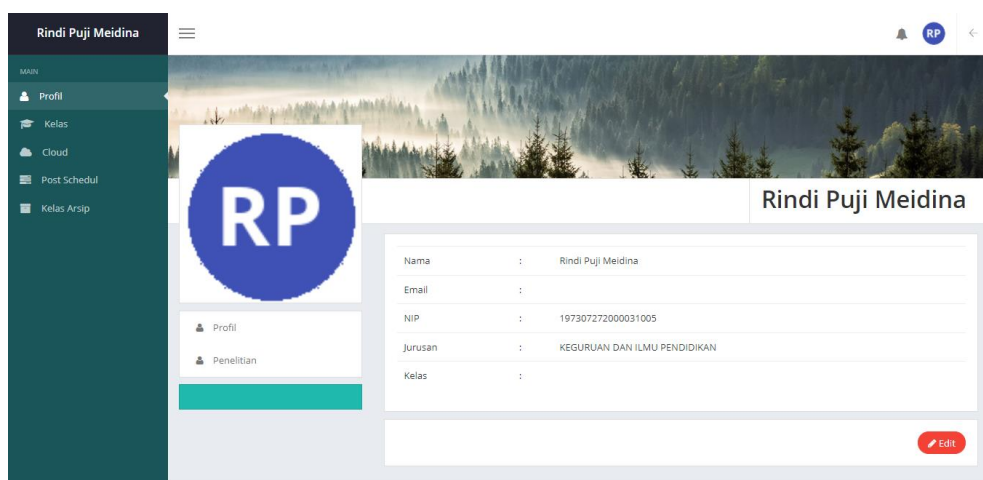 Rindi Puji Meidina
RP
MAIN
Profil
Kelas
Cloud
Post Schedul
Kelas Arsip
RP
Rindi Puji Meidina
Profil
Penelitian
Nama : Rindi Puji Meidina
Email :
NIP : 197307272000031005
Jurusan : KEGURUAN DAN ILMU PENDIDIKAN
Kelas :
Edit